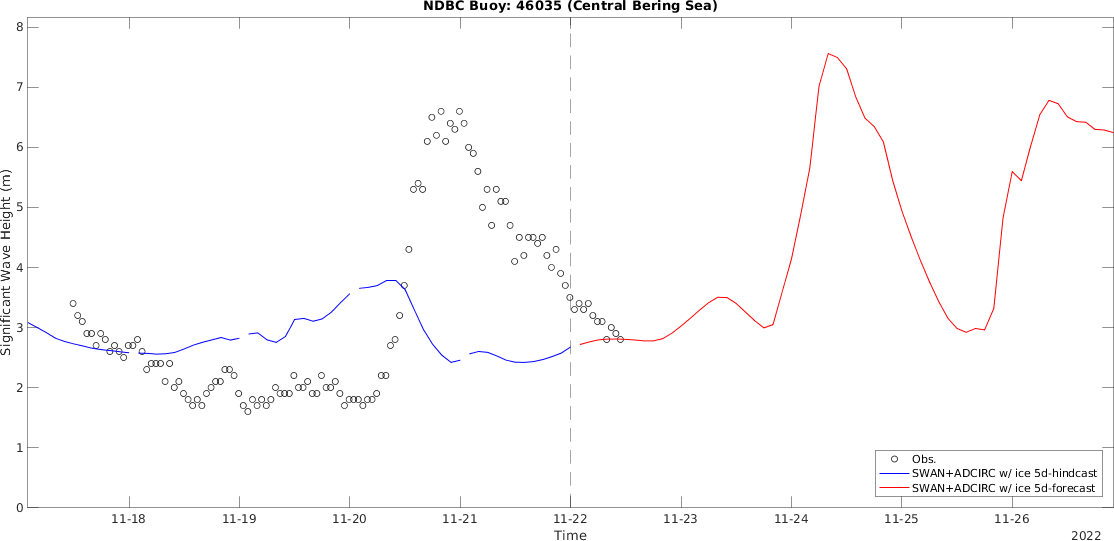 NDBC Buoy: 46035 (Central Bering Sea)
8
7
6
5
4
3
2
1
0
Significant Wave Height (m)
Obs.
SWAN+ADCIRC w/ ice 5d-hindcast
SWAN+ADCIRC w/ ice 5d-forecast
11-18 11-19 11-20 11-21 11-22 11-23 11-24 11-25 11-26
Time
2022